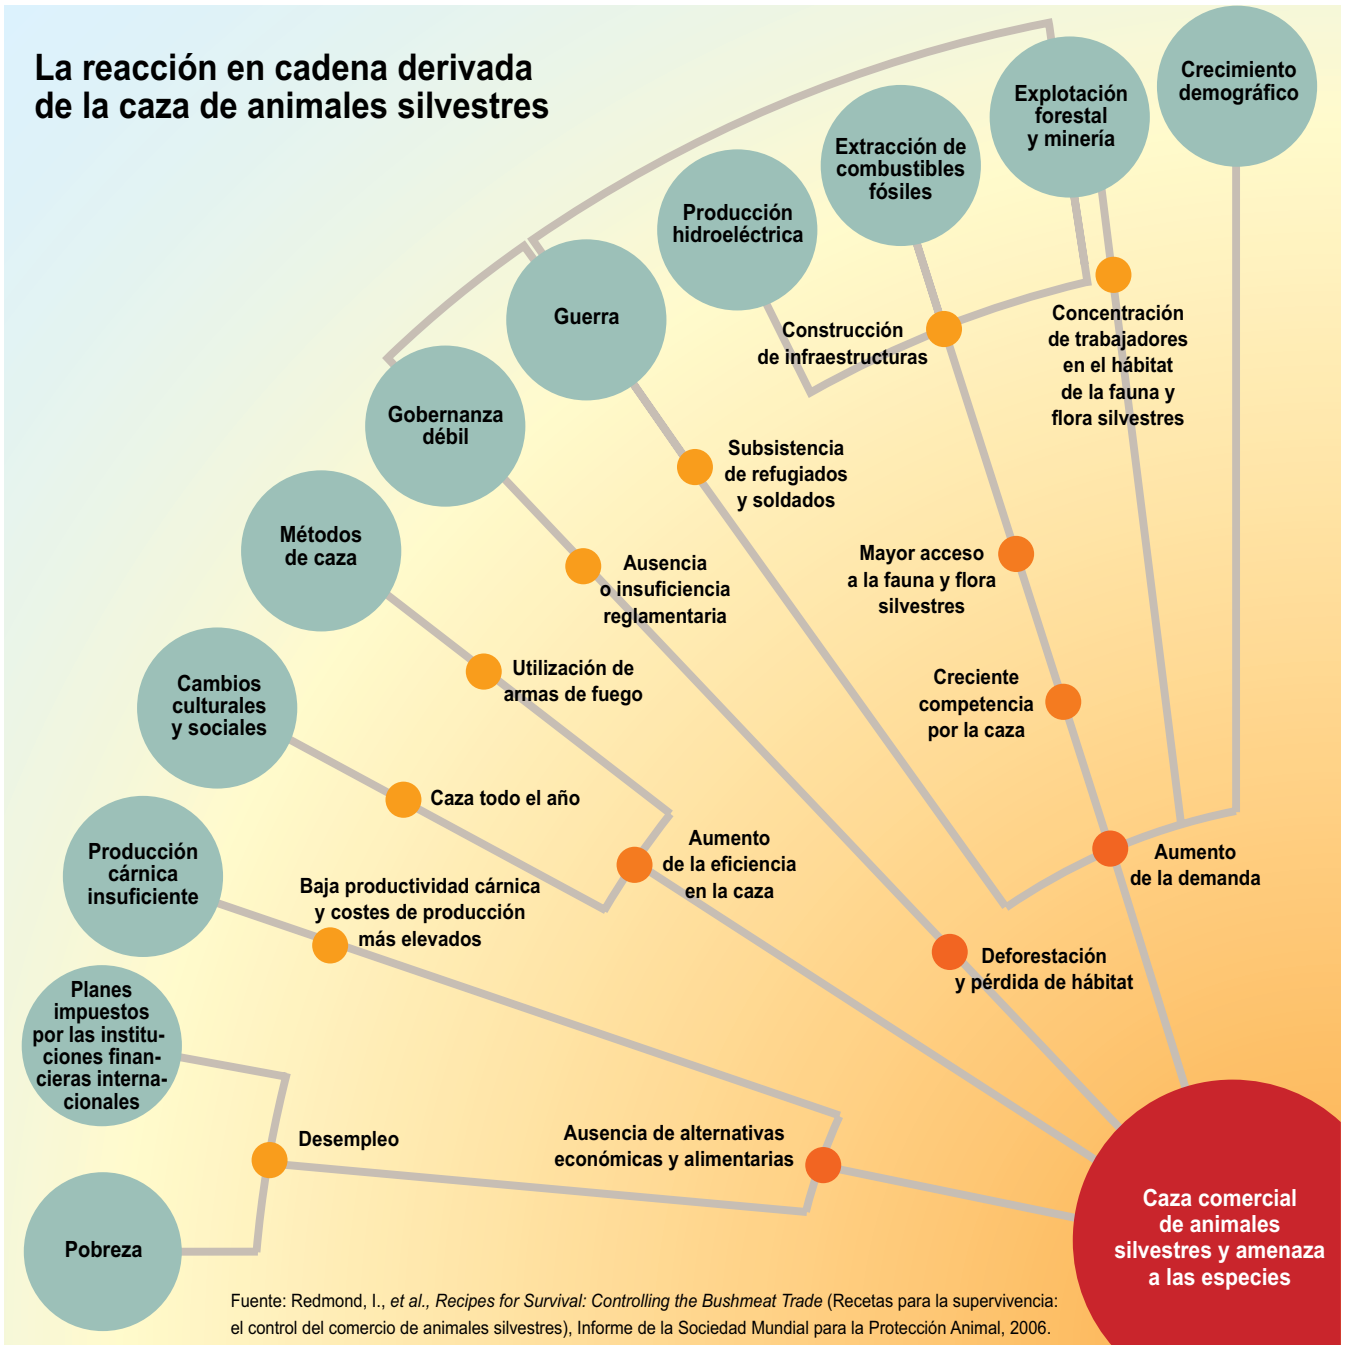 La reacción en cadena derivada
de la caza de animales silvestres
Crecimiento
demográfico
Explotación
forestal
y minería
Extracción de
combustibles
fósiles
Producción
hidroeléctrica
Guerra
Gobernanza
débil
Métodos
de caza
Cambios
culturales
y sociales
Producción
cárnica
insuficiente
Planes
impuestos
por las institu-
ciones finan-
cieras interna-
cionales
Pobreza
Construcción
de infraestructuras
Concentración
de trabajadores
en el hábitat
de la fauna y
flora silvestres
Subsistencia
de refugiados
y soldados
Ausencia
o insuficiencia
reglamentaria
Mayor acceso
a la fauna y flora
silvestres
Utilización de
armas de fuego
Creciente
competencia
por la caza
Caza todo el año
Aumento
de la eficiencia
en la caza
Aumento
de la demanda
Baja productividad cárnica
y costes de producción
más elevados
Deforestación
y pérdida de hábitat
Desempleo
Ausencia de alternativas
económicas y alimentarias
Caza comercial
de animales
silvestres y amenaza
a las especies
Fuente: Redmond, I., et al., Recipes for Survival: Controlling the Bushmeat Trade (Recetas para la supervivencia:
el control del comercio de animales silvestres), Informe de la Sociedad Mundial para la Protección Animal, 2006.